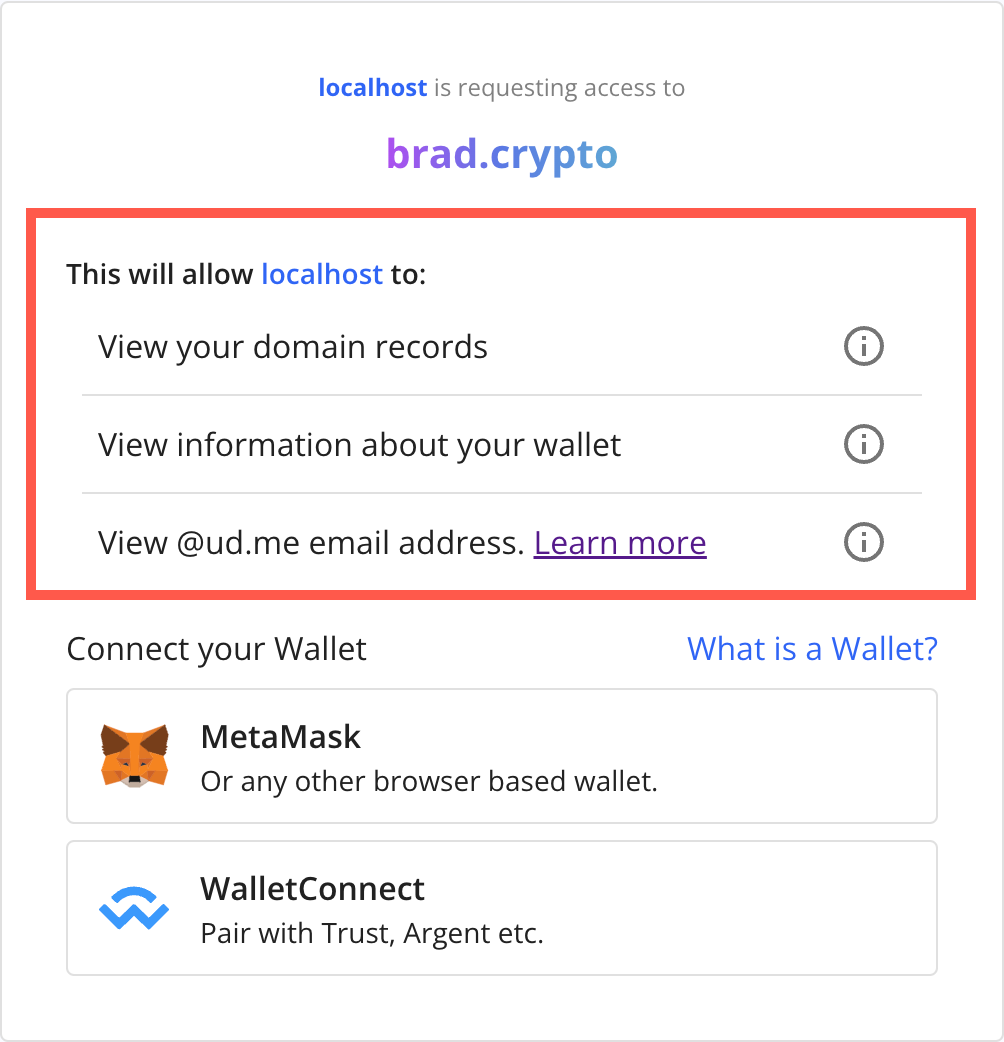 localhost is requesting access to
brad.crypto
This will allow localhost to:
View your domain records
View information about your wallet
View @ud.me email address. Learn more
Connect your Wallet What is a Wallet?
MetaMask
Or any other browser based wallet.
WalletConnect
Pair with Trust, Argent etc.